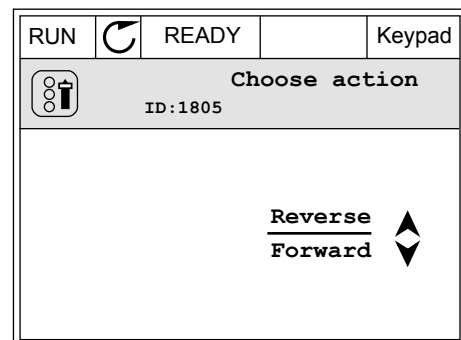 RUN READY Keypad
Choose action
ID:1805
Reverse
Forward